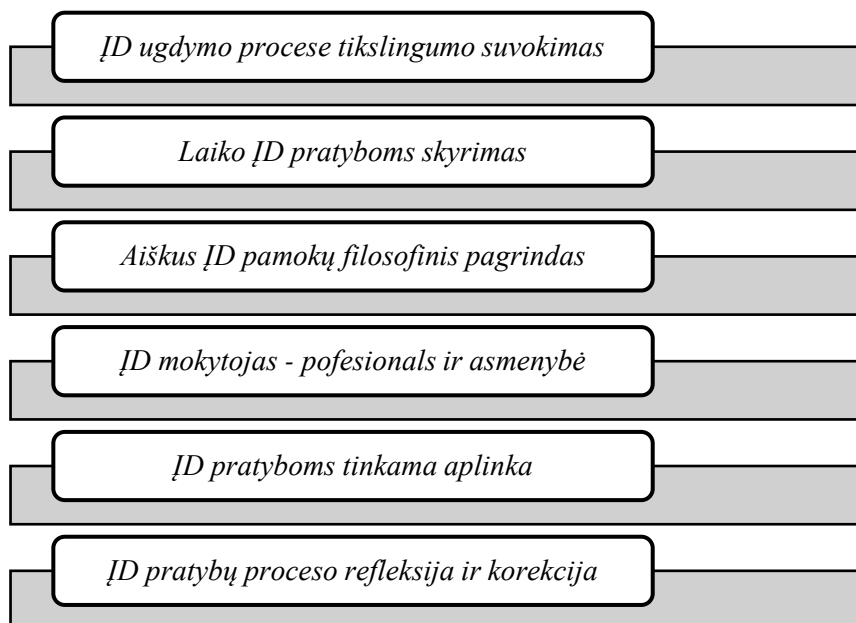 ĮD ugdymo procese tikslingumo suvokimas
Laiko ĮD pratyboms skyrimas
Aiškus ĮD pamokų filosofinis pagrindas
ĮD mokytojas - pofesionals ir asmenybė
ĮD pratyboms tinkama aplinka
ĮD pratybų proceso refleksija ir korekcija